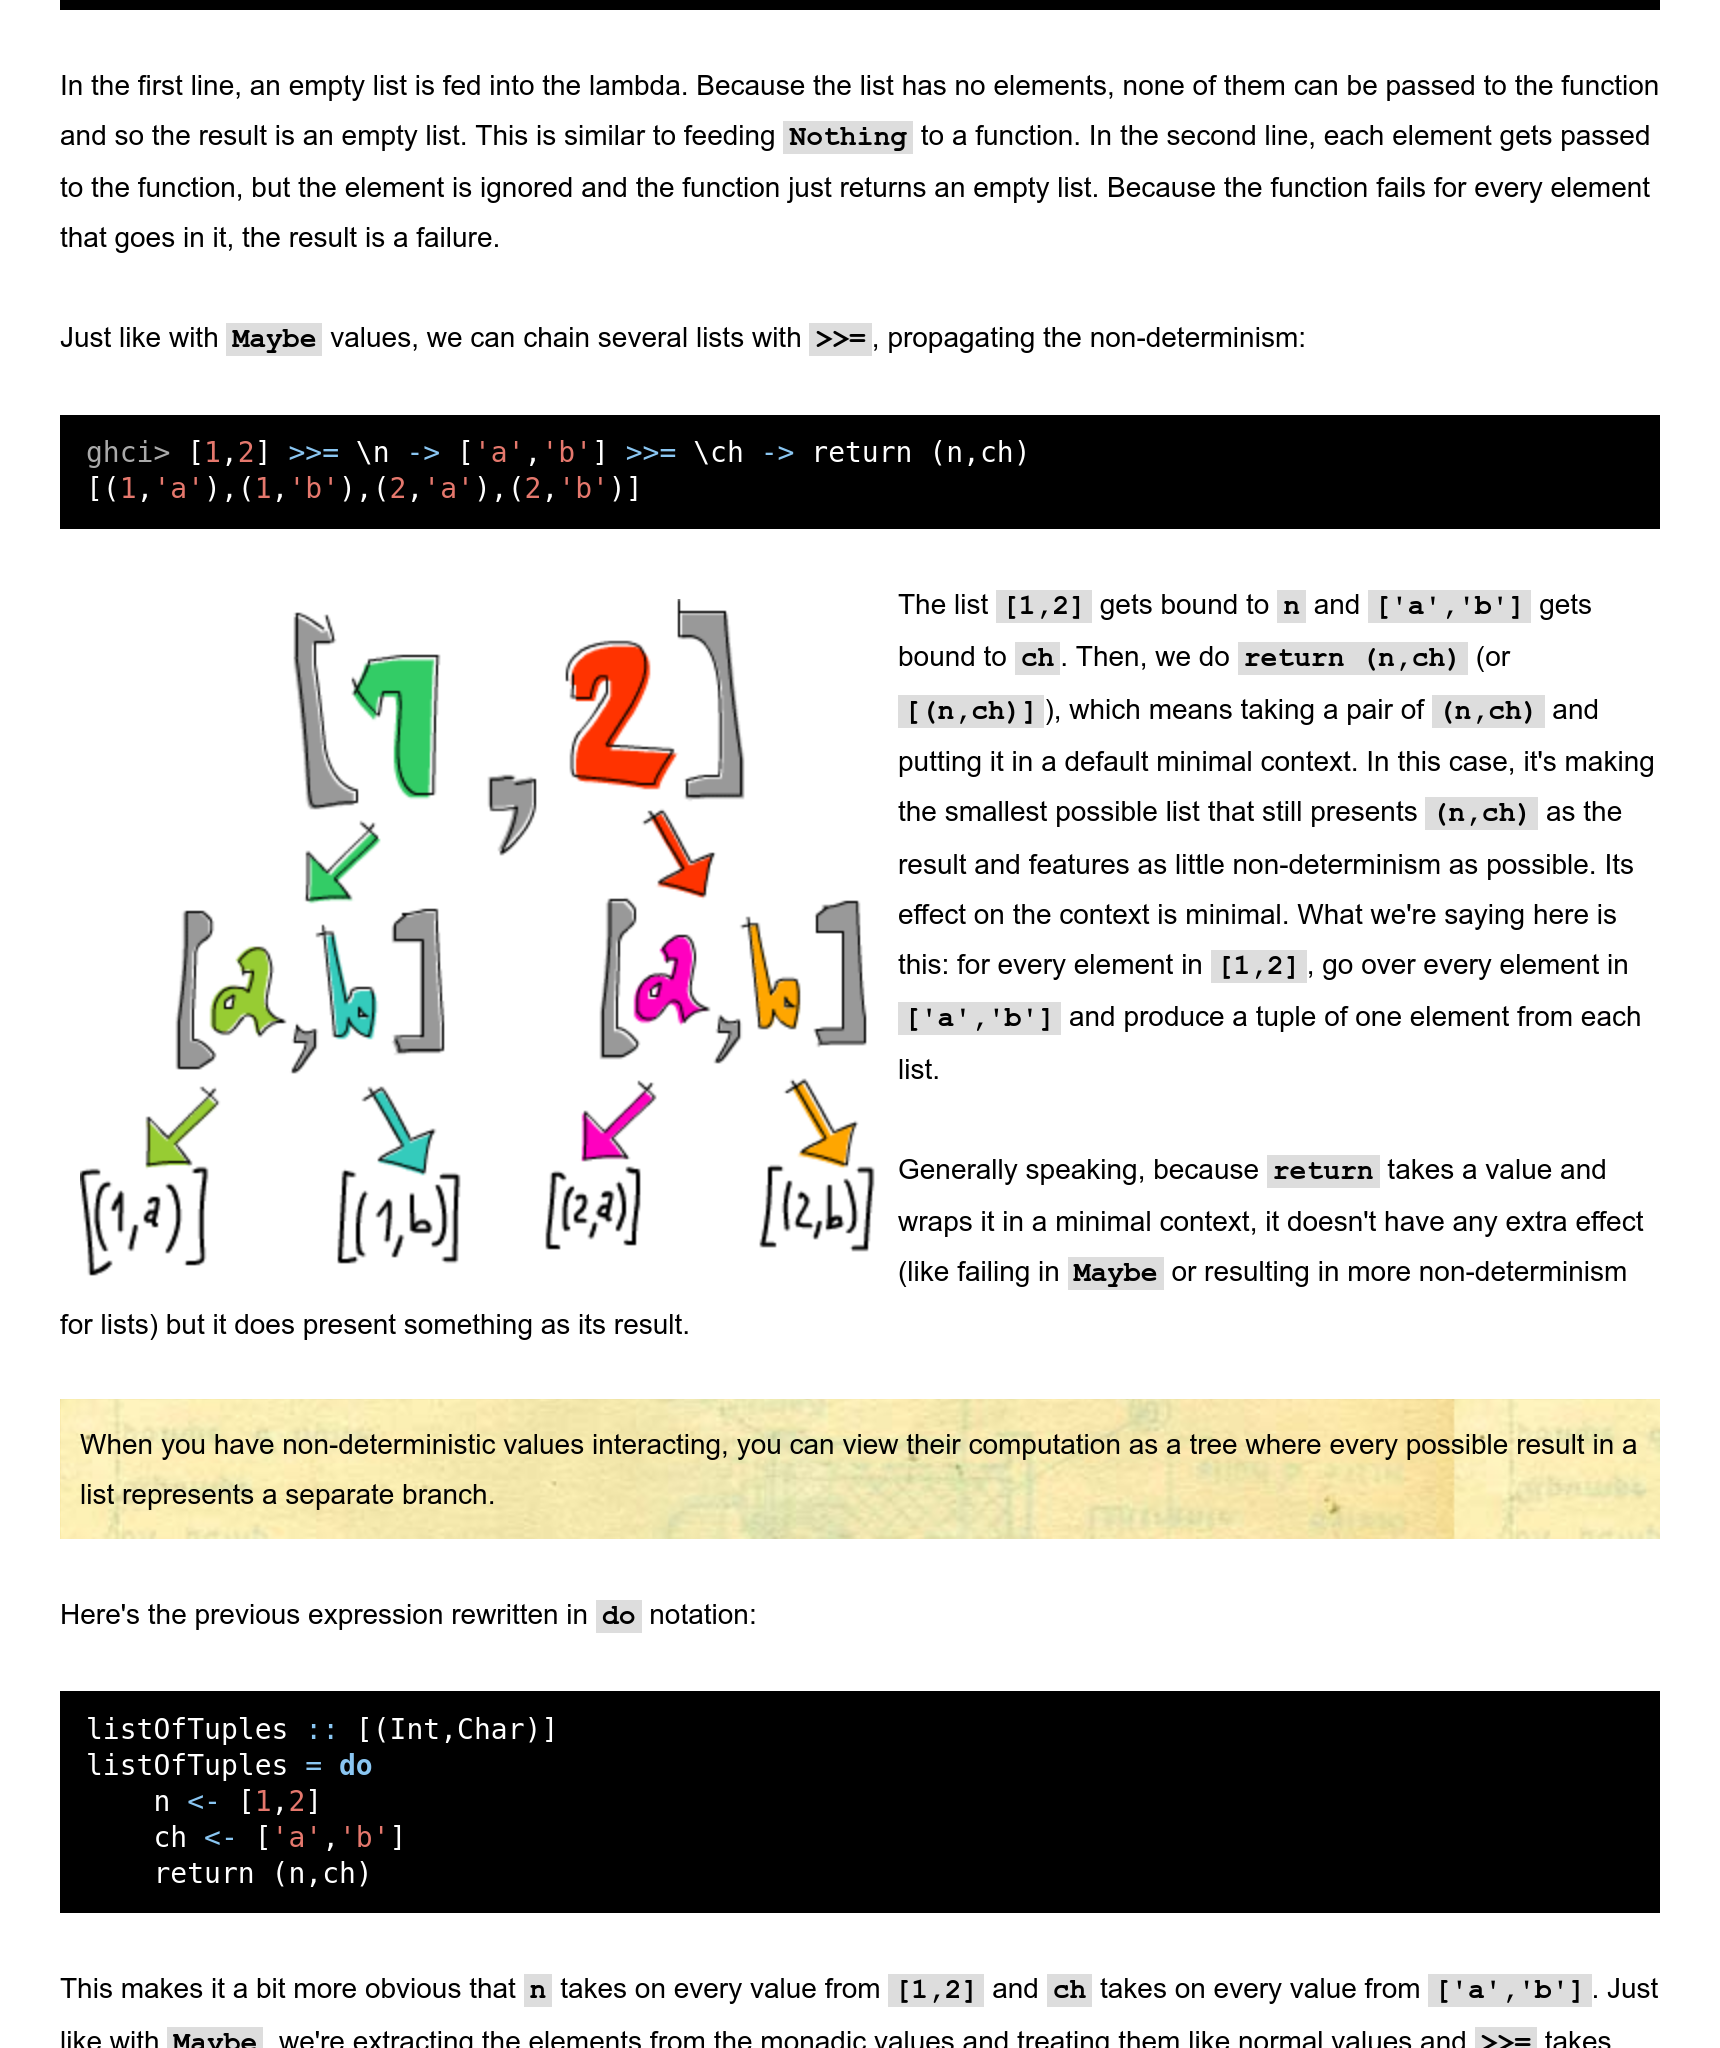 In the first line, an empty list is fed into the lambda. Because the list has no elements, none of them can be passed to the function
and so the result is an empty list. This is similar to feeding Nothing to a function. In the second line, each element gets passed
to the function, but the element is ignored and the function just returns an empty list. Because the function fails for every element
that goes in it, the result is a failure.
Just like with Maybe values, we can chain several lists with >>=, propagating the non-determinism:
ghci> [1,2] >>= \n -> ['a','b'] >>= \ch -> return (n,ch)
[(1,'a'),(1,'b'),(2,'a'),(2,'b')]
[1,2]
[a,b] [a,b]
[(1,a)] [(1,b)] [(2,a)] [(2,b)]
The list [1,2] gets bound to n and ['a','b'] gets
bound to ch. Then, we do return (n,ch) (or
[(n,ch)]), which means taking a pair of (n,ch) and
putting it in a default minimal context. In this case, it's making
the smallest possible list that still presents (n,ch) as the
result and features as little non-determinism as possible. Its
effect on the context is minimal. What we're saying here is
this: for every element in [1,2], go over every element in
['a','b'] and produce a tuple of one element from each
list.
Generally speaking, because return takes a value and
wraps it in a minimal context, it doesn't have any extra effect
(like failing in Maybe or resulting in more non-determinism
for lists) but it does present something as its result.
When you have non-deterministic values interacting, you can view their computation as a tree where every possible result in a
list represents a separate branch.
Here's the previous expression rewritten in do notation:
listOfTuples :: [(Int,Char)]
listOfTuples = do
    n <- [1,2]
    ch <- ['a','b']
    return (n,ch)
This makes it a bit more obvious that n takes on every value from [1,2] and ch takes on every value from ['a','b']. Just
like with Maybe, we're extracting the elements from the monadic values and treating them like normal values and >>= takes